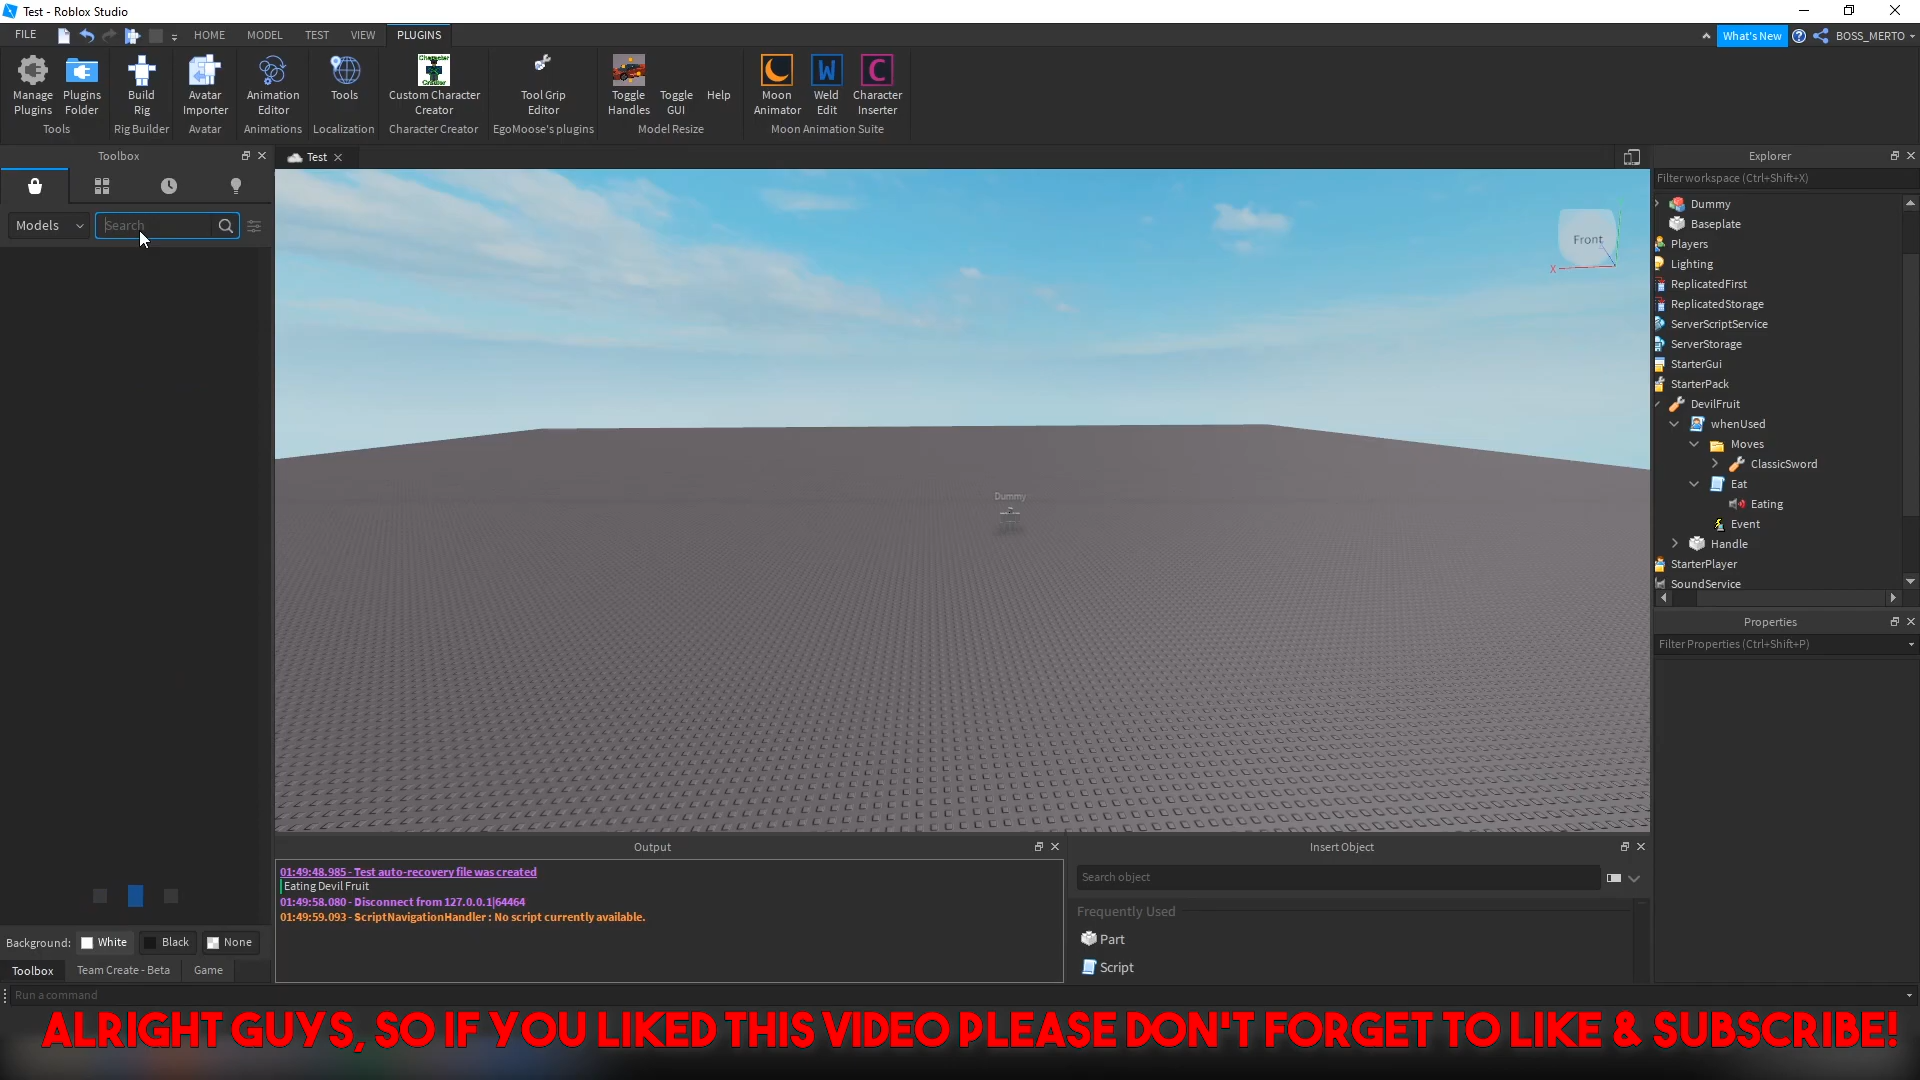 Test - Roblox Studio
FILE HOME MODEL TEST VIEW PLUGINS What's New BOSS_MERTO
Manage Plugins
Plugins Folder
Build Rig
Avatar Importer
Animation Editor
Tools
Custom Character Creator
Tool Grip Editor
Toggle Handles
Toggle GUI
Help
Moon Animator
Weld Edit
Character Inserter
Tools Rig Builder Avatar Animations Localization Character Creator EgoMoose's plugins Model Resize Moon Animation Suite
Toolbox
Models
Search
Test
Front
X
Dummy
Explorer
Filter workspace (Ctrl+Shift+X)
Dummy
Baseplate
Players
Lighting
ReplicatedFirst
ReplicatedStorage
ServerScriptService
ServerStorage
StarterGui
StarterPack
DevilFruit
whenUsed
Moves
ClassicSword
Eat
Eating
Event
Handle
StarterPlayer
SoundService
Properties
Filter Properties (Ctrl+Shift+P)
Output
01:49:48.985 - Test auto-recovery file was created
Eating Devil Fruit
01:49:58.080 - Disconnect from 127.0.0.1|64464
01:49:59.093 - ScriptNavigationHandler : No script currently available.
Insert Object
Search object
Frequently Used
Part
Script
Background: White Black None
Toolbox Team Create - Beta Game
Run a command
ALRIGHT GUYS, SO IF YOU LIKED THIS VIDEO PLEASE DON'T FORGET TO LIKE & SUBSCRIBE!